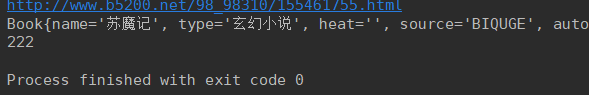 http://www.b5200.net/98_98310/155461755.html
Book{name='苏魔记', type='玄幻小说', heat='', source='BIQUGE', auto
222
Process finished with exit code 0